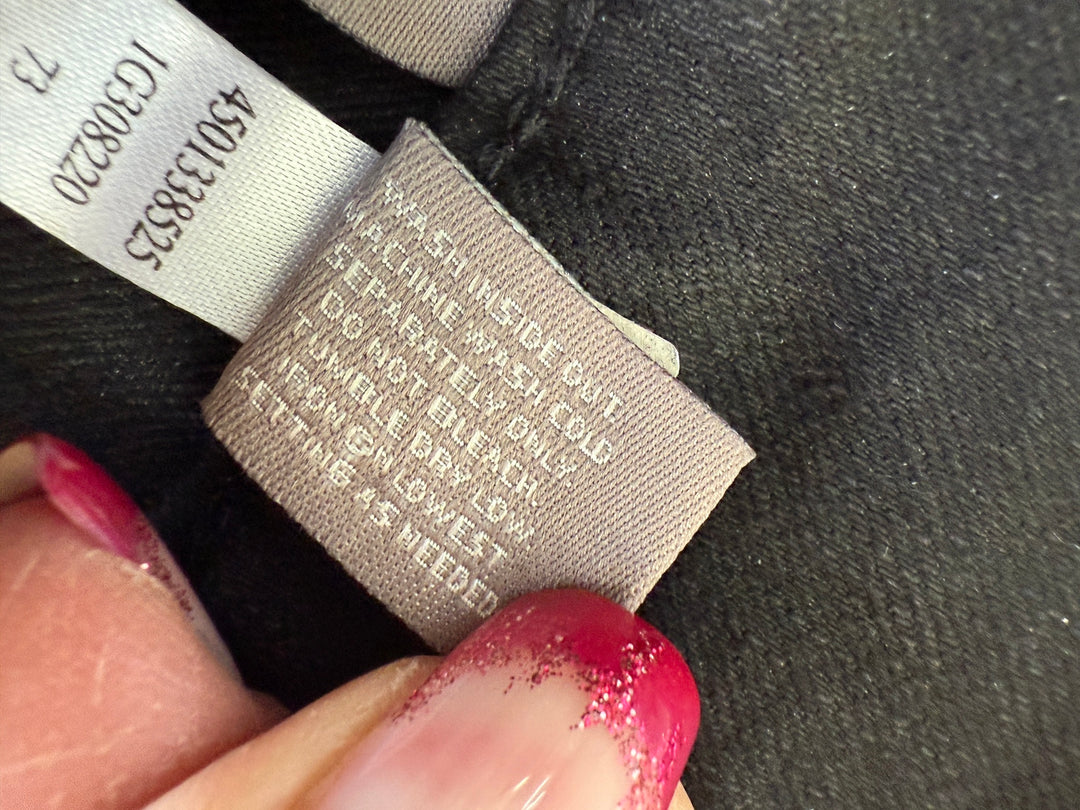 4501338525
1G308220
73
WASH INSIDE OUT
MACHINE WASH COLD
SEPARATELY ONLY.
DO NOT BLEACH.
TUMBLE DRY LOW.
IRON ON LOWEST
SETTING AS NEEDED